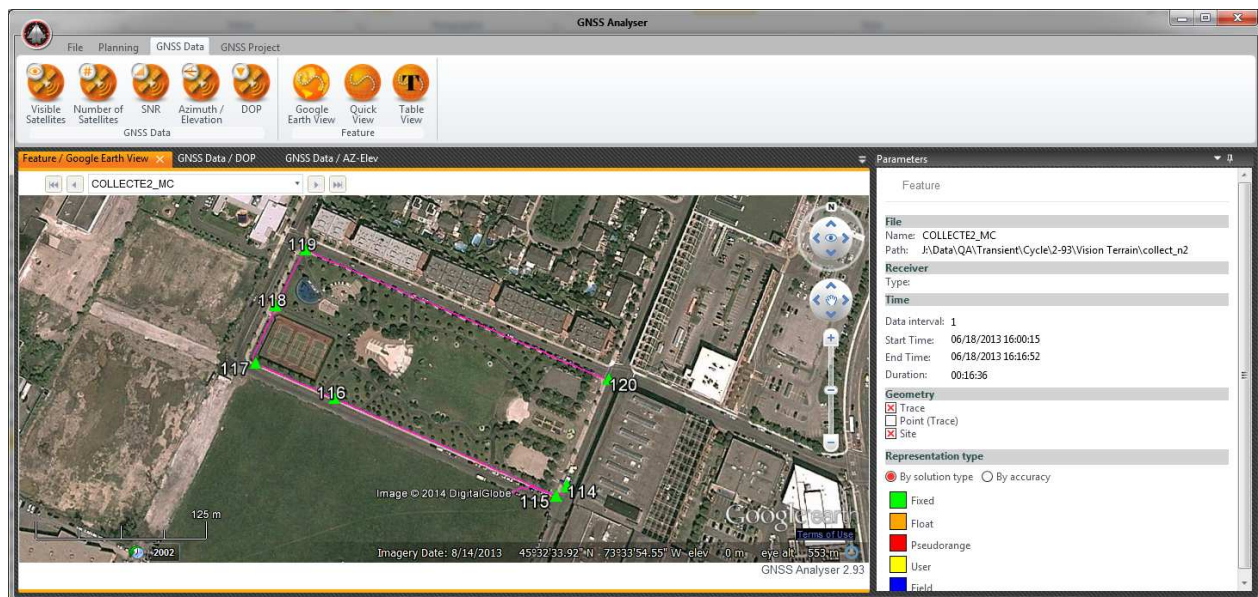 GNSS Analyser
File Planning GNSS Data GNSS Project
Visible Satellites
Number of Satellites
SNR
Azimuth / Elevation
DOP
Google Earth View
Quick View
Table View
GNSS Data
Feature
Feature / Google Earth View
GNSS Data / DOP
GNSS Data / AZ-Elev
Parameters
COLLECTE2_MC
N
119
118
117
116
120
114
115
Image © 2014 DigitalGlobe
125 m
Google earth
Terms of Use
2002
Imagery Date: 8/14/2013 45°32'33.92" N - 73°33'54.55" W elev 0 m eye alt 553 m
GNSS Analyser 2.93
Feature
File
Name: COLLECTE2_MC
Path: J:\Data\QA\Transient\Cycle\2-93\Vision Terrain\collect_n2
Receiver
Type:
Time
Data interval: 1
Start Time: 06/18/2013 16:00:15
End Time: 06/18/2013 16:16:52
Duration: 00:16:36
Geometry
Trace
Point (Trace)
Site
Representation type
By solution type By accuracy
Fixed
Float
Pseudorange
User
Field